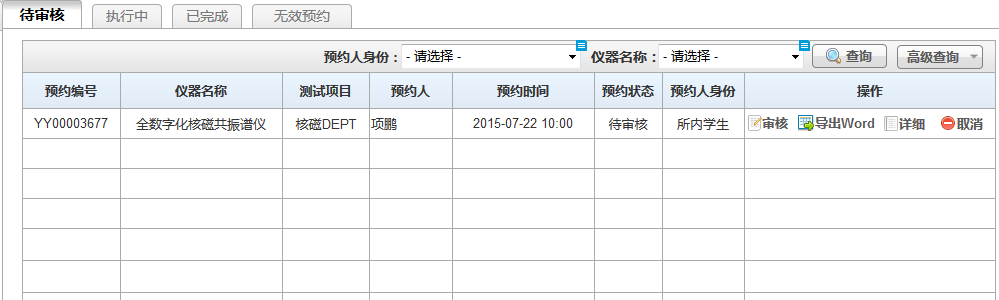 待审核 执行中 已完成 无效预约
预约人身份： - 请选择 - 仪器名称： - 请选择 - 查询 高级查询
预约编号 仪器名称 测试项目 预约人 预约时间 预约状态 预约人身份 操作
YY00003677 全数字化核磁共振谱仪 核磁DEPT 项鹏 2015-07-22 10:00 待审核 所内学生 审核 导出Word 详细 取消